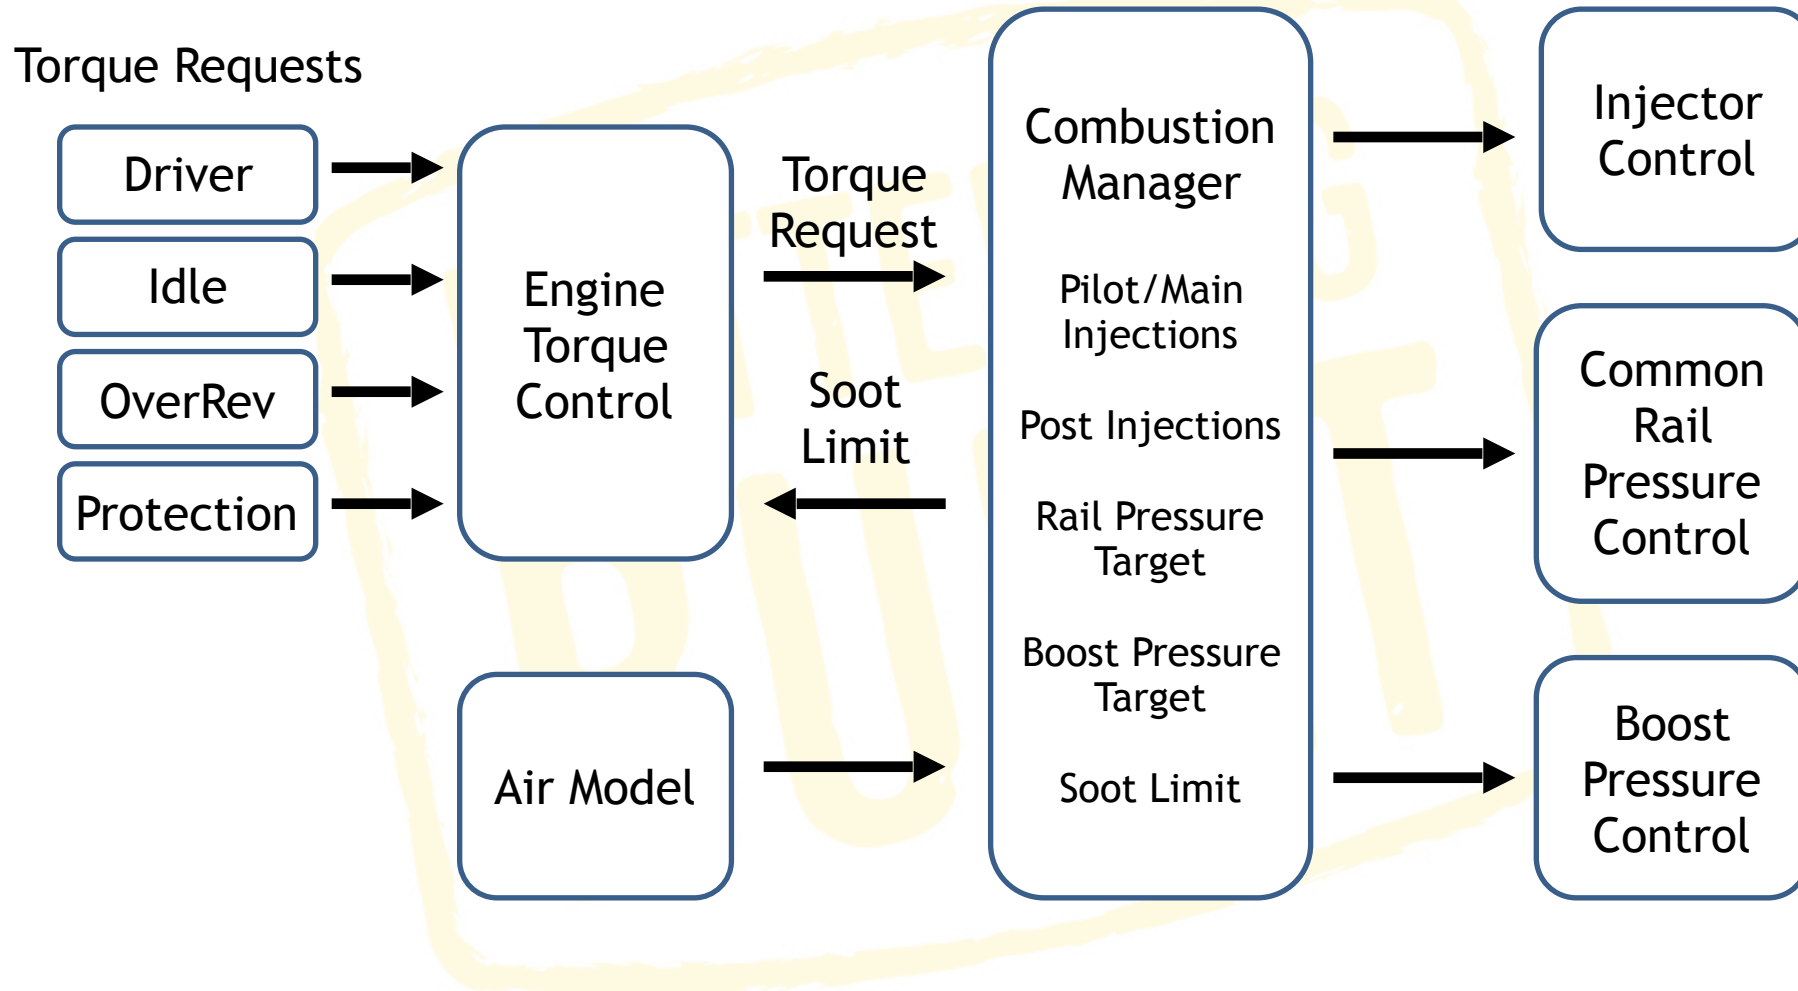 Torque Requests
Driver
Idle
OverRev
Protection
Engine
Torque
Control
Air Model
Torque
Request
Soot
Limit
Combustion
Manager
Pilot/Main
Injections
Post Injections
Rail Pressure
Target
Boost Pressure
Target
Soot Limit
Injector
Control
Common
Rail
Pressure
Control
Boost
Pressure
Control